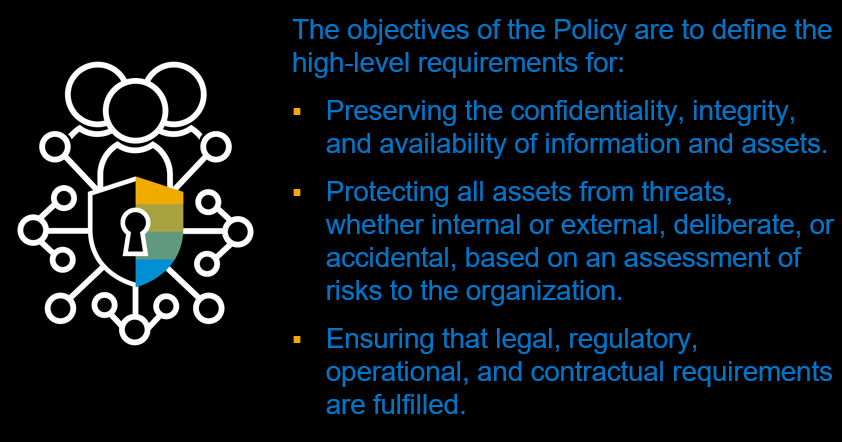 The objectives of the Policy are to define the
high-level requirements for:
Preserving the confidentiality, integrity,
and availability of information and assets.
Protecting all assets from threats,
whether internal or external, deliberate, or
accidental, based on an assessment of
risks to the organization.
Ensuring that legal, regulatory,
operational, and contractual requirements
are fulfilled.